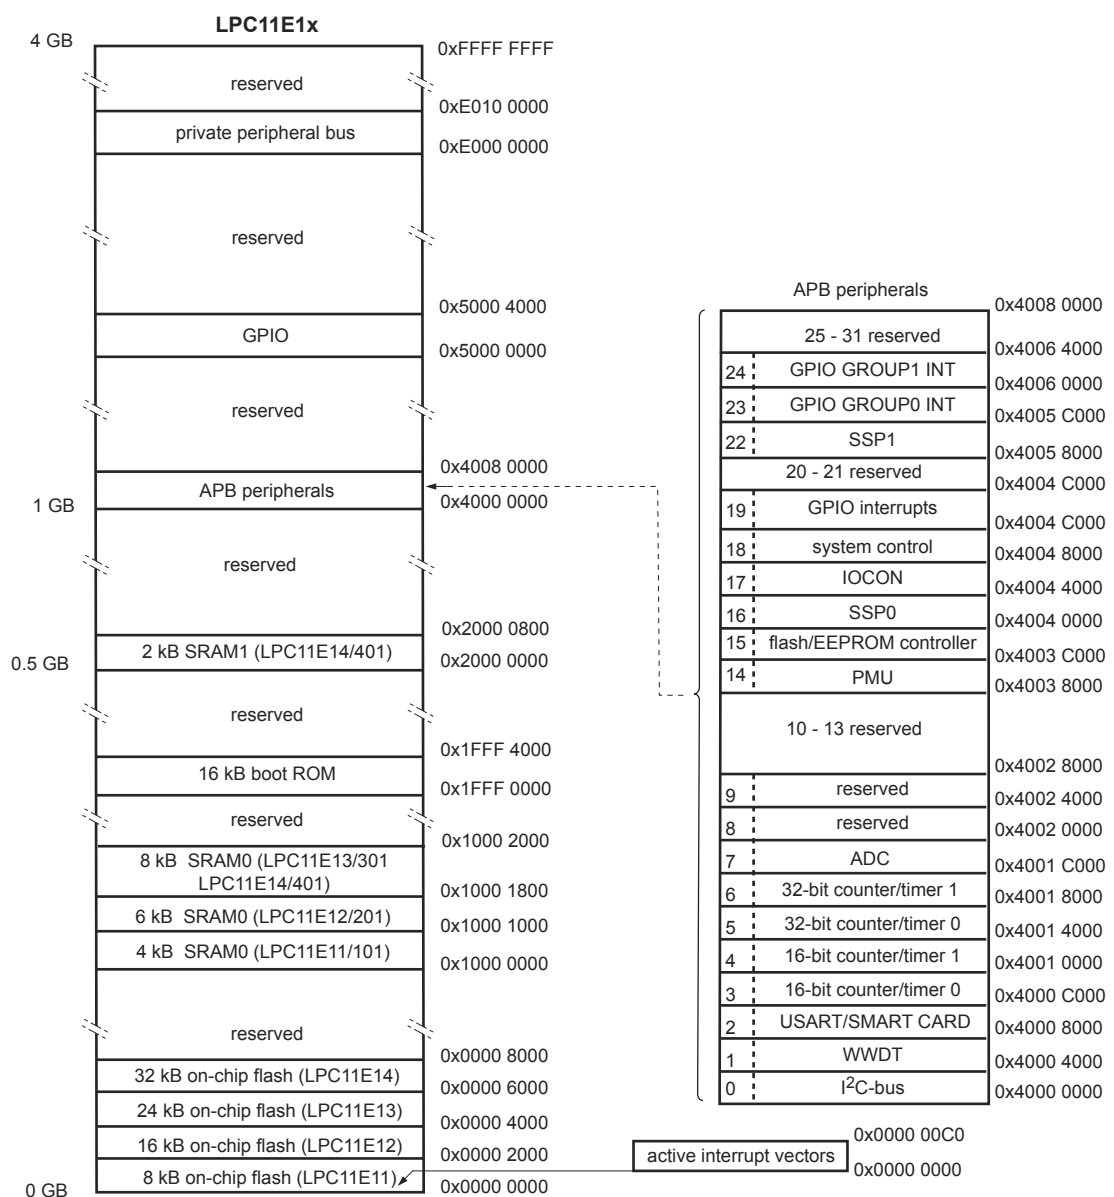 LPC11E1x
4 GB
0xFFFF FFFF
reserved
0xE010 0000
private peripheral bus
0xE000 0000
reserved
0x5000 4000
GPIO
0x5000 0000
reserved
0x4008 0000
APB peripherals
0x4000 0000
1 GB
reserved
0x2000 0800
2 kB SRAM1 (LPC11E14/401)
0x2000 0000
0.5 GB
reserved
0x1FFF 4000
16 kB boot ROM
0x1FFF 0000
reserved
0x1000 2000
8 kB SRAM0 (LPC11E13/301
LPC11E14/401)
0x1000 1800
6 kB SRAM0 (LPC11E12/201)
0x1000 1000
4 kB SRAM0 (LPC11E11/101)
0x1000 0000
reserved
0x0000 8000
32 kB on-chip flash (LPC11E14)
0x0000 6000
24 kB on-chip flash (LPC11E13)
0x0000 4000
16 kB on-chip flash (LPC11E12)
0x0000 2000
8 kB on-chip flash (LPC11E11)
0x0000 0000
0 GB
APB peripherals
0x4008 0000
25 - 31 reserved
0x4006 4000
24 GPIO GROUP1 INT
0x4006 0000
23 GPIO GROUP0 INT
0x4005 C000
22 SSP1
0x4005 8000
20 - 21 reserved
0x4004 C000
19 GPIO interrupts
0x4004 C000
18 system control
0x4004 8000
17 IOCON
0x4004 4000
16 SSP0
0x4004 0000
15 flash/EEPROM controller
0x4003 C000
14 PMU
0x4003 8000
10 - 13 reserved
0x4002 8000
9 reserved
0x4002 4000
8 reserved
0x4002 0000
7 ADC
0x4001 C000
6 32-bit counter/timer 1
0x4001 8000
5 32-bit counter/timer 0
0x4001 4000
4 16-bit counter/timer 1
0x4001 0000
3 16-bit counter/timer 0
0x4000 C000
2 USART/SMART CARD
0x4000 8000
1 WWDT
0x4000 4000
0 I²C-bus
0x4000 0000
0x0000 00C0
active interrupt vectors
0x0000 0000